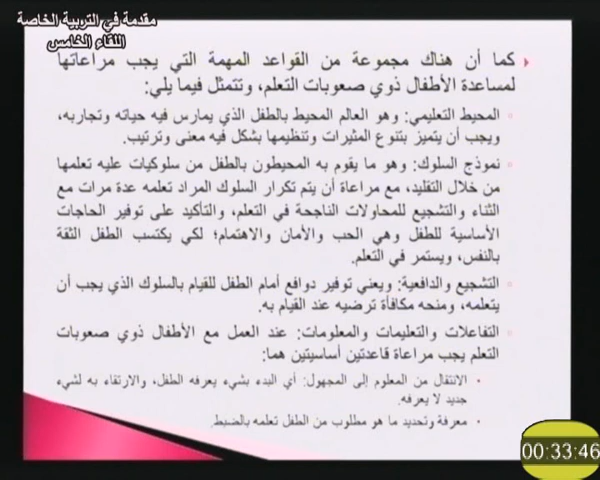 مقدمة في التربية الخاصة
اللقاء الخامس
كما أن هناك مجموعة من القواعد المهمة التي يجب مراعاتها
لمساعدة الأطفال ذوي صعوبات التعلم، وتتمثل فيما يلي:
المحيط التعليمي: وهو العالم المحيط بالطفل الذي يمارس فيه حياته وتجاربه،
ويجب أن يتميز بتنوع المثيرات وتنظيمها بشكل فيه معنى وترتيب.
نموذج السلوك: وهو ما يقوم به المحيطون بالطفل من سلوكيات عليه تعلمها
من خلال التقليد، مع مراعاة أن يتم تكرار السلوك المراد تعلمه عدة مرات مع
الثناء والتشجيع للمحاولات الناجحة في التعلم، والتأكيد على توفير الحاجات
الأساسية للطفل وهي الحب والأمان والاهتمام؛ لكي يكتسب الطفل الثقة
بالنفس، ويستمر في التعلم.
التشجيع والدافعية: ويعني توفير دوافع أمام الطفل للقيام بالسلوك الذي يجب أن
يتعلمه، ومنحه مكافأة ترضيه عند القيام به.
التفاعلات والتعليمات والمعلومات: عند العمل مع الأطفال ذوي صعوبات
التعلم يجب مراعاة قاعدتين أساسيتين هما:
الانتقال من المعلوم إلى المجهول: أي البدء بشيء يعرفه الطفل، والارتقاء به لشيء
جديد لا يعرفه.
معرفة وتحديد ما هو مطلوب من الطفل تعلمه بالضبط.
00:33:46